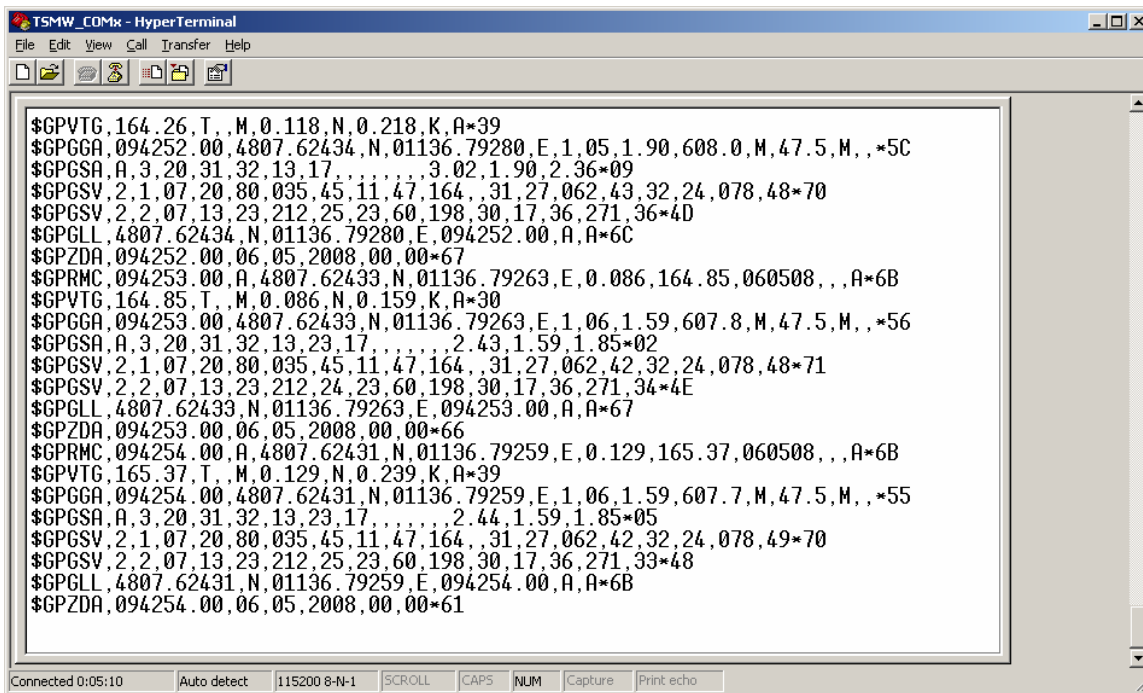 TSMW_COMx - HyperTerminal
File Edit View Call Transfer Help
$GPVTG,164.26,T,,M,0.118,N,0.218,K,A*39
$GPGGA,094252.00,4807.62434,N,01136.79280,E,1,05,1.90,608.0,M,47.5,M,,*5C
$GPGSA,A,3,20,31,32,13,17,,,,,,,,3.02,1.90,2.36*09
$GPGSV,2,1,07,20,80,035,45,11,47,164,,31,27,062,43,32,24,078,48*70
$GPGSV,2,2,07,13,23,212,25,23,60,198,30,17,36,271,36*4D
$GPGLL,4807.62434,N,01136.79280,E,094252.00,A,A*6C
$GPZDA,094252.00,06,05,2008,00,00*67
$GPRMC,094253.00,A,4807.62433,N,01136.79263,E,0.086,164.85,060508,,,A*6B
$GPVTG,164.85,T,,M,0.086,N,0.159,K,A*30
$GPGGA,094253.00,4807.62433,N,01136.79263,E,1,06,1.59,607.8,M,47.5,M,,*56
$GPGSA,A,3,20,31,32,13,23,17,,,,,,,2.43,1.59,1.85*02
$GPGSV,2,1,07,20,80,035,45,11,47,164,,31,27,062,42,32,24,078,48*71
$GPGSV,2,2,07,13,23,212,24,23,60,198,30,17,36,271,34*4E
$GPGLL,4807.62433,N,01136.79263,E,094253.00,A,A*67
$GPZDA,094253.00,06,05,2008,00,00*66
$GPRMC,094254.00,A,4807.62431,N,01136.79259,E,0.129,165.37,060508,,,A*6B
$GPVTG,165.37,T,,M,0.129,N,0.239,K,A*39
$GPGGA,094254.00,4807.62431,N,01136.79259,E,1,06,1.59,607.7,M,47.5,M,,*55
$GPGSA,A,3,20,31,32,13,23,17,,,,,,,2.44,1.59,1.85*05
$GPGSV,2,1,07,20,80,035,45,11,47,164,,31,27,062,42,32,24,078,49*70
$GPGSV,2,2,07,13,23,212,25,23,60,198,30,17,36,271,33*48
$GPGLL,4807.62431,N,01136.79259,E,094254.00,A,A*6B
$GPZDA,094254.00,06,05,2008,00,00*61
Connected 0:05:10 Auto detect 115200 8-N-1 SCROLL CAPS NUM Capture Print echo